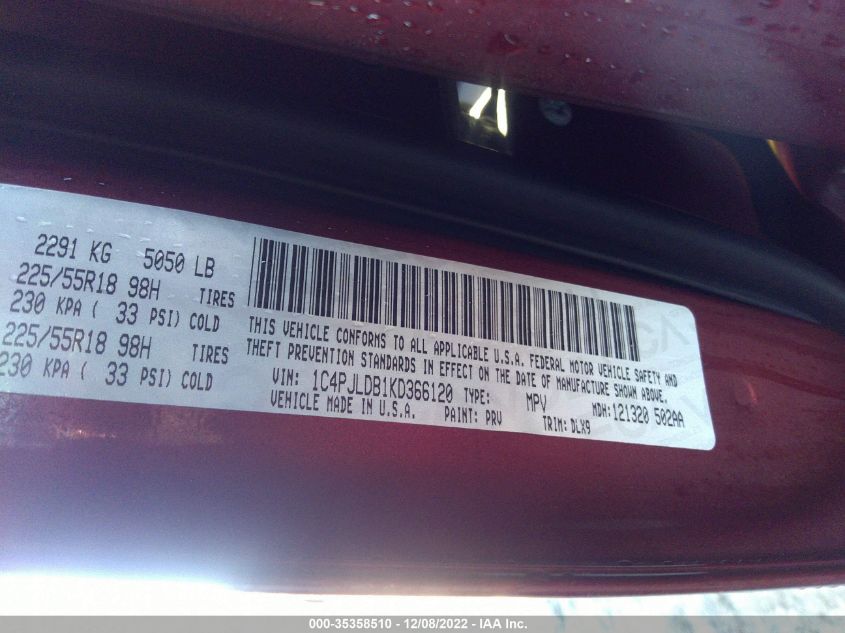 2291 KG 5050 LB
225/55R18 98H TIRES
230 KPA ( 33 PSI) COLD
225/55R18 98H TIRES
230 KPA ( 33 PSI) COLD
THIS VEHICLE CONFORMS TO ALL APPLICABLE U.S.A. FEDERAL MOTOR VEHICLE SAFETY AND
THEFT PREVENTION STANDARDS IN EFFECT ON THE DATE OF MANUFACTURE SHOWN ABOVE.
VIN: 1C4PJLDB1KD366120 TYPE: MPV MDH: 121320 502AA
VEHICLE MADE IN U.S.A. PAINT: PRV TRIM: DLX9
000-35358510 - 12/08/2022 - IAA Inc.